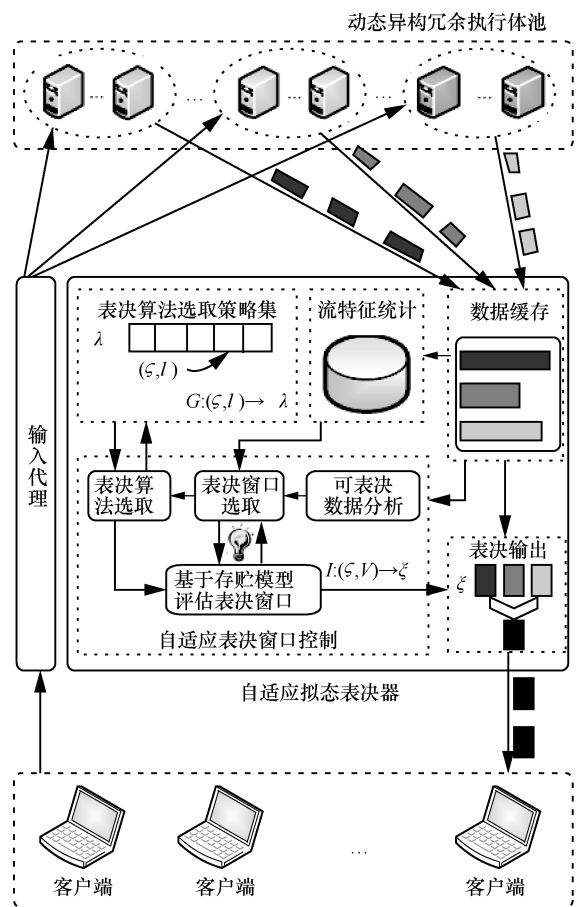 动态异构冗余执行体池
... ... ... ... ...
表决算法选取策略集
λ
(ς,l)
G:(ς,l)→ λ
流特征统计
数据缓存
输入代理
表决算
法选取
表决窗口
选取
可表决
数据分析
基于存贮模型
评估表决窗口
I:(ς,V)→ξ
表决输出
ξ
自适应表决窗口控制
自适应拟态表决器
...
客户端
客户端
客户端